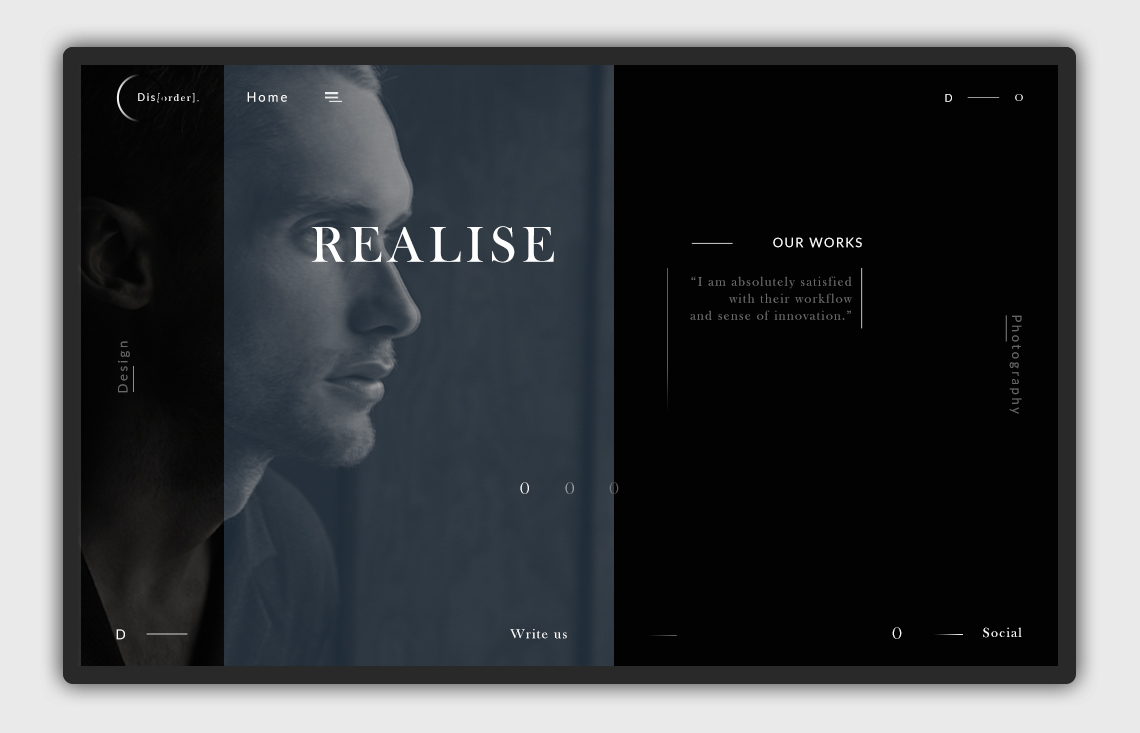 Dis[order].
Home
D
O
REALISE
OUR WORKS
“I am absolutely satisfied
with their workflow
and sense of innovation.”
Design
Photography
0 0 0
D
Write us
0
Social